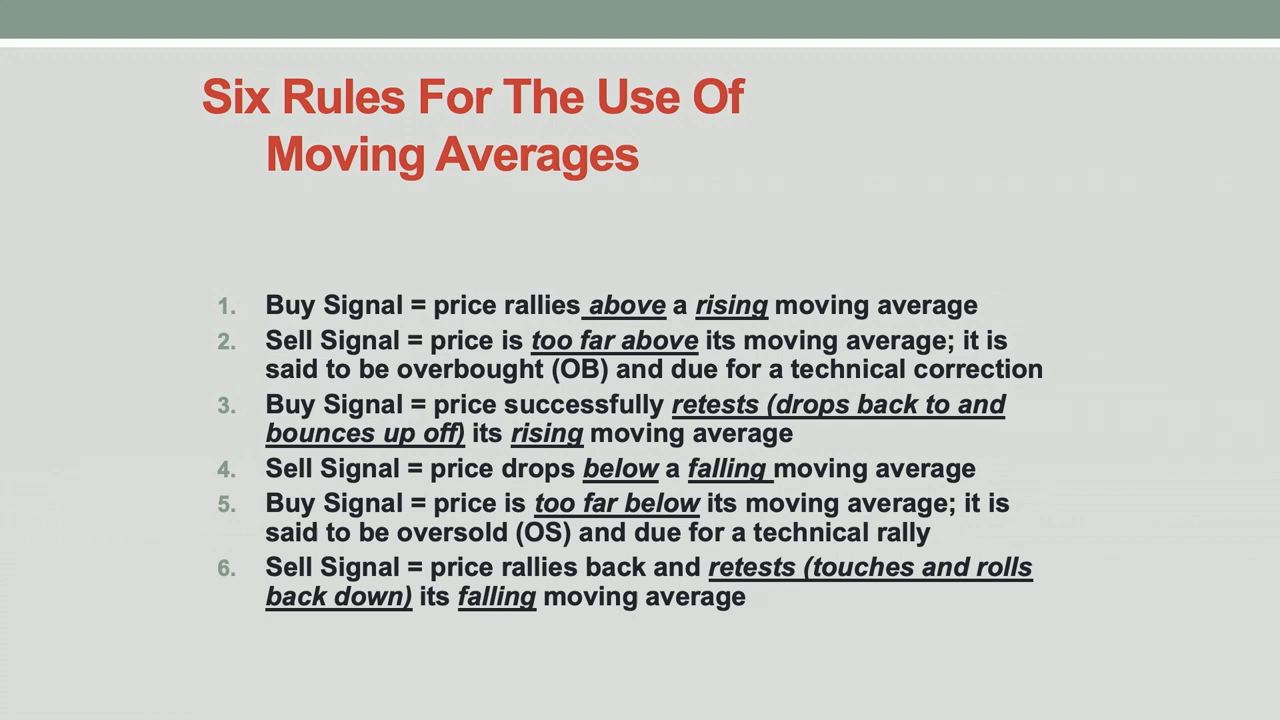 Six Rules For The Use Of
Moving Averages
1. Buy Signal = price rallies above a rising moving average
2. Sell Signal = price is too far above its moving average; it is
said to be overbought (OB) and due for a technical correction
3. Buy Signal = price successfully retests (drops back to and
bounces up off) its rising moving average
4. Sell Signal = price drops below a falling moving average
5. Buy Signal = price is too far below its moving average; it is
said to be oversold (OS) and due for a technical rally
6. Sell Signal = price rallies back and retests (touches and rolls
back down) its falling moving average